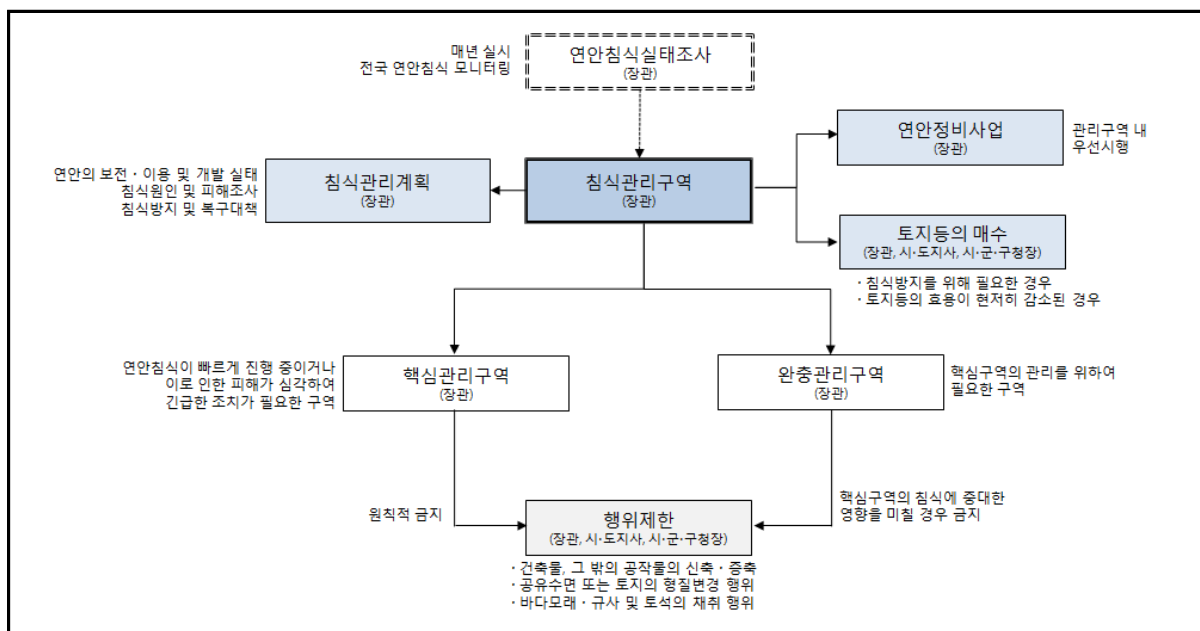 매년 실시
전국 연안침식 모니터링
연안침식실태조사
(장관)
연안정비사업
(장관)
관리구역 내
우선시행
연안의 보전・이용 및 개발 실태
침식원인 및 피해조사
침식방지 및 복구대책
침식관리계획
(장관)
침식관리구역
(장관)
토지등의 매수
(장관, 시・도지사, 시・군・구청장)
・침식방지를 위해 필요한 경우
・토지등의 효용이 현저히 감소된 경우
연안침식이 빠르게 진행 중이거나
이로 인한 피해가 심각하여
긴급한 조치가 필요한 구역
핵심관리구역
(장관)
완충관리구역
(장관)
핵심구역의 관리를 위하여
필요한 구역
원칙적 금지
핵심구역의 침식에 중대한
영향을 미칠 경우 금지
행위제한
(장관, 시・도지사, 시・군・구청장)
・건축물, 그 밖의 공작물의 신축・증축
・공유수면 또는 토지의 형질변경 행위
・바다모래・규사 및 토석의 채취 행위